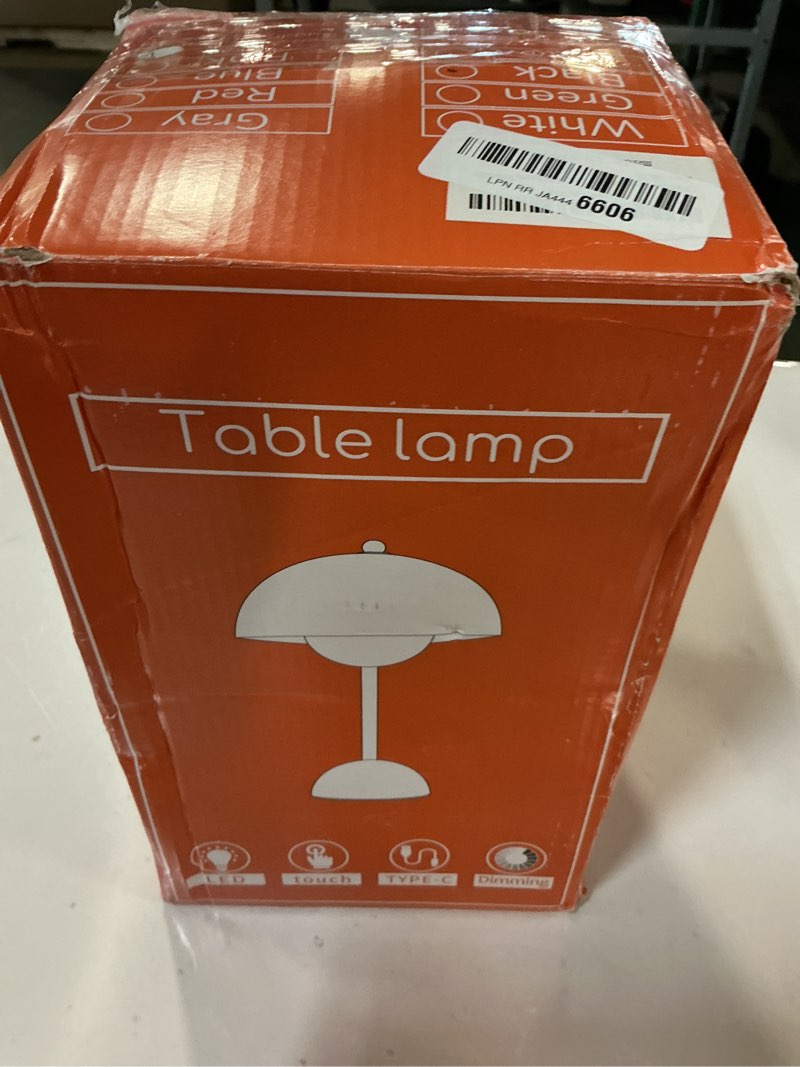 Blue
Red
Gray
Black
Green
White
LPN RR JA444 6606
Table lamp
LED
touch
TYPE-C
Dimming